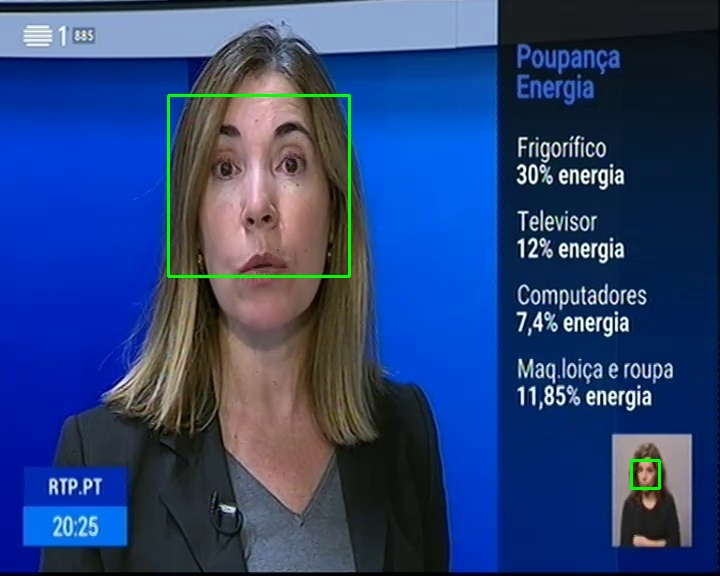 1 885
Poupança
Energia
Frigorífico
30% energia
Televisor
12% energia
Computadores
7,4% energia
Maq.loiça e roupa
11,85% energia
RTP.PT
20:25